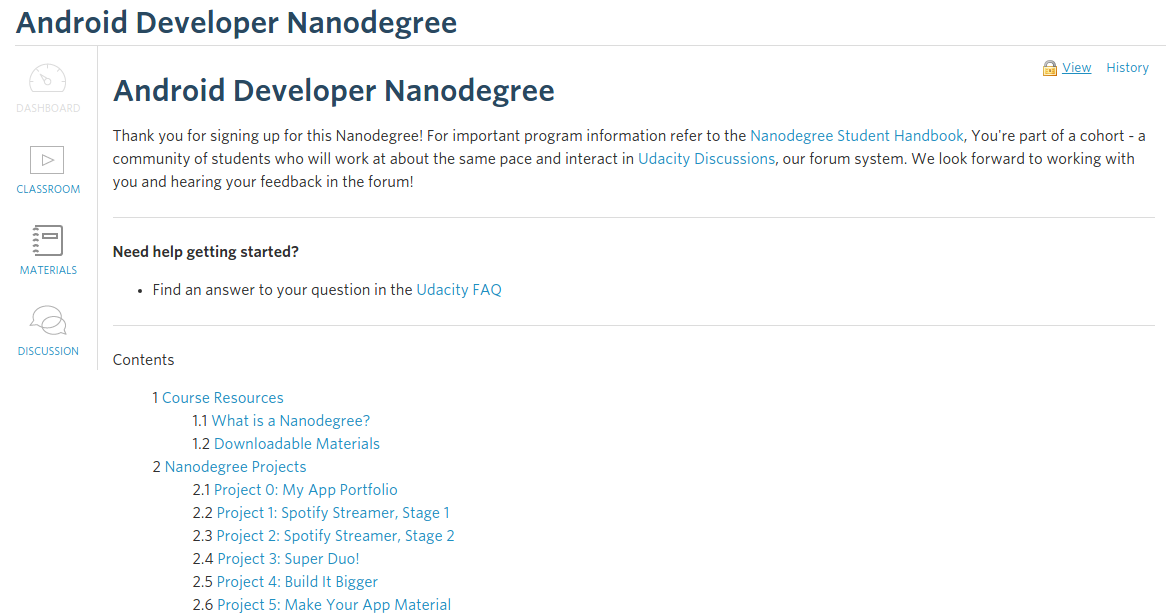 Android Developer Nanodegree
DASHBOARD
CLASSROOM
MATERIALS
DISCUSSION
View History
Android Developer Nanodegree
Thank you for signing up for this Nanodegree! For important program information refer to the Nanodegree Student Handbook, You're part of a cohort - a
community of students who will work at about the same pace and interact in Udacity Discussions, our forum system. We look forward to working with
you and hearing your feedback in the forum!
Need help getting started?
• Find an answer to your question in the Udacity FAQ
Contents
1 Course Resources
1.1 What is a Nanodegree?
1.2 Downloadable Materials
2 Nanodegree Projects
2.1 Project 0: My App Portfolio
2.2 Project 1: Spotify Streamer, Stage 1
2.3 Project 2: Spotify Streamer, Stage 2
2.4 Project 3: Super Duo!
2.5 Project 4: Build It Bigger
2.6 Project 5: Make Your App Material